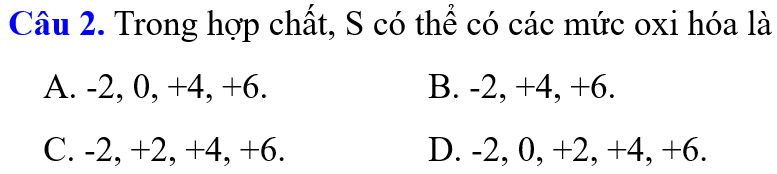 Câu 2. Trong hợp chất, S có thể có các mức oxi hóa là
A. -2, 0, +4, +6. B. -2, +4, +6.
C. -2, +2, +4, +6. D. -2, 0, +2, +4, +6.